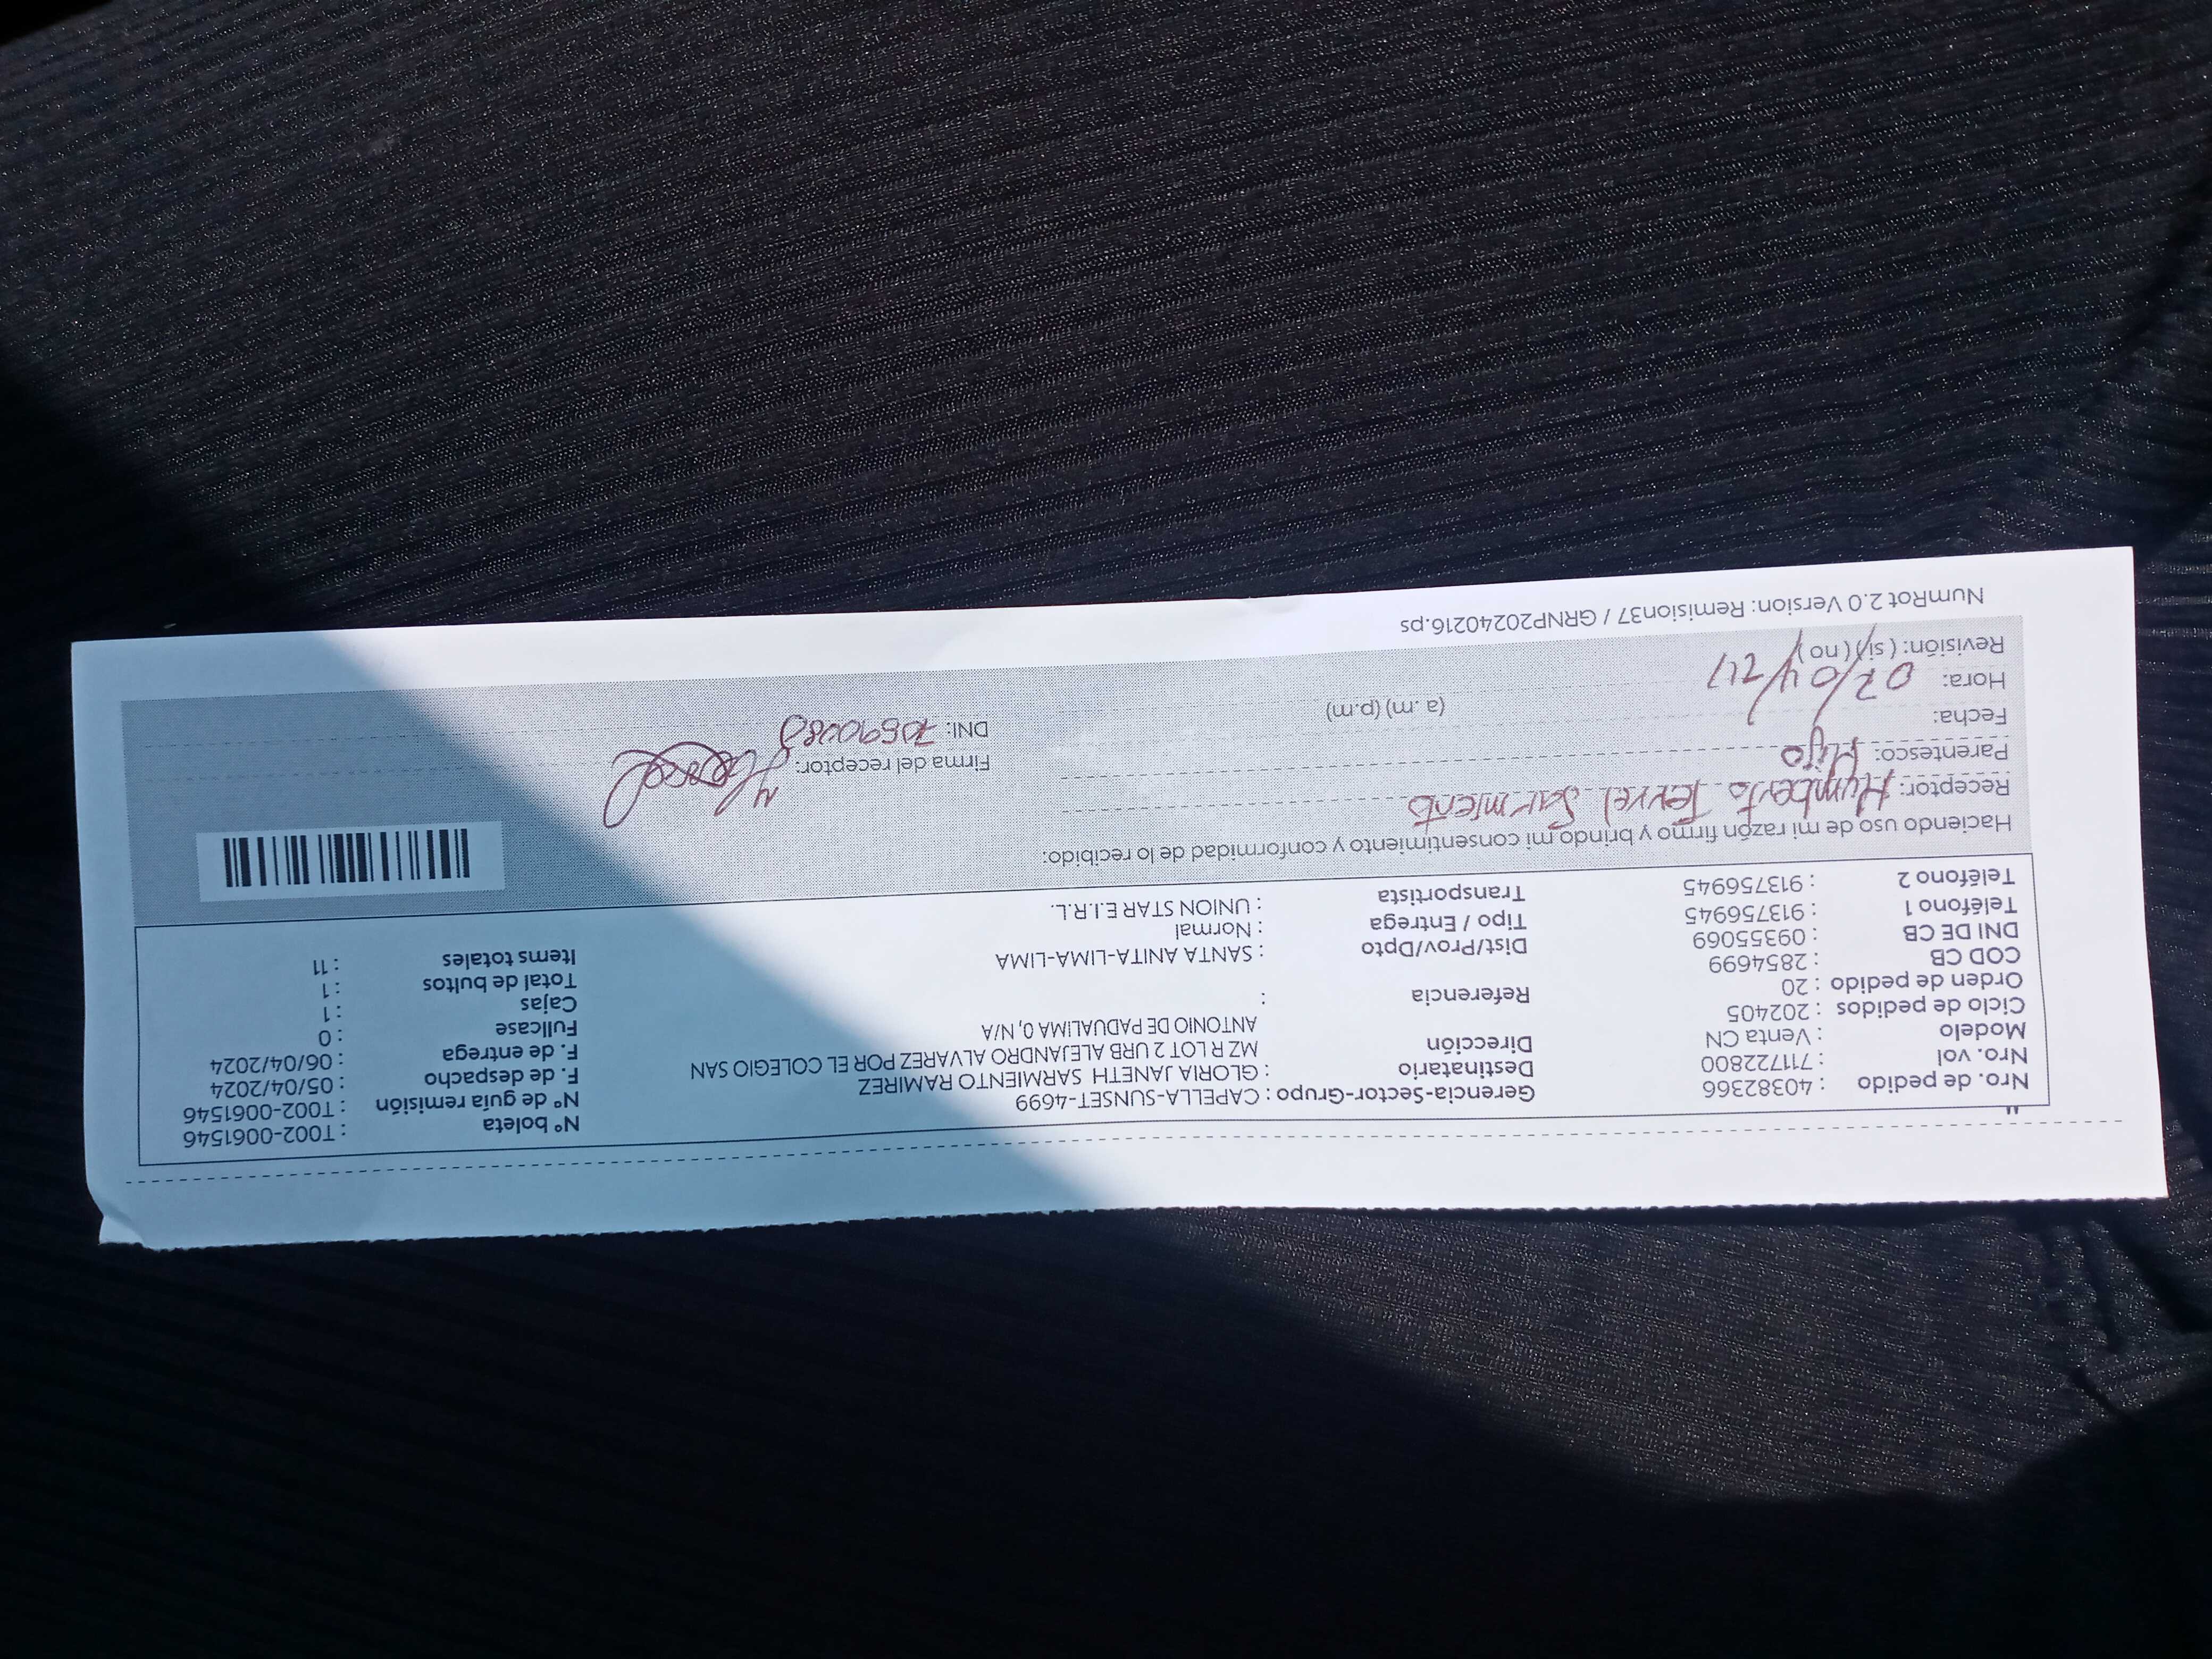 Nro. de pedido : 40382366
Nro. vol : 711722800
Modelo : Venta CN
Ciclo de pedidos : 202405
Orden de pedido : 20
COD CB : 2854699
DNI DE CB : 09355069
Teléfono 1 : 913756945
Teléfono 2 : 913756945
Gerencia-Sector-Grupo : CAPELLA-SUNSET-4699
Destinatario : GLORIA JANETH SARMIENTO RAMIREZ
Dirección MZ R LOT 2 URB ALEJANDRO ALVAREZ POR EL COLEGIO SAN
ANTONIO DE PADUALIMA 0, N/A
Referencia :
Dist/Prov/Dpto : SANTA ANITA-LIMA-LIMA
Tipo / Entrega : Normal
Transportista : UNION STAR E.I.R.L.
N° boleta : T002-0061546
N° de guía remisión : T002-0061546
F. de despacho : 05/04/2024
F. de entrega : 06/04/2024
Fullcase : 0
Cajas : 1
Total de bultos : 1
Items totales : 11
Haciendo uso de mi razón firmo y brindo mi consentimiento y conformidad de lo recibido:
Receptor: Humberto Terrel Sarmiento
Parentesco: Hijo
Fecha:
Hora: 07/04/24 (a. m) (p.m)
Revisión: (si) (no)
Firma del receptor:
DNI:
NumRot 2.0 Version: Remision37 / GRNP20240216.ps